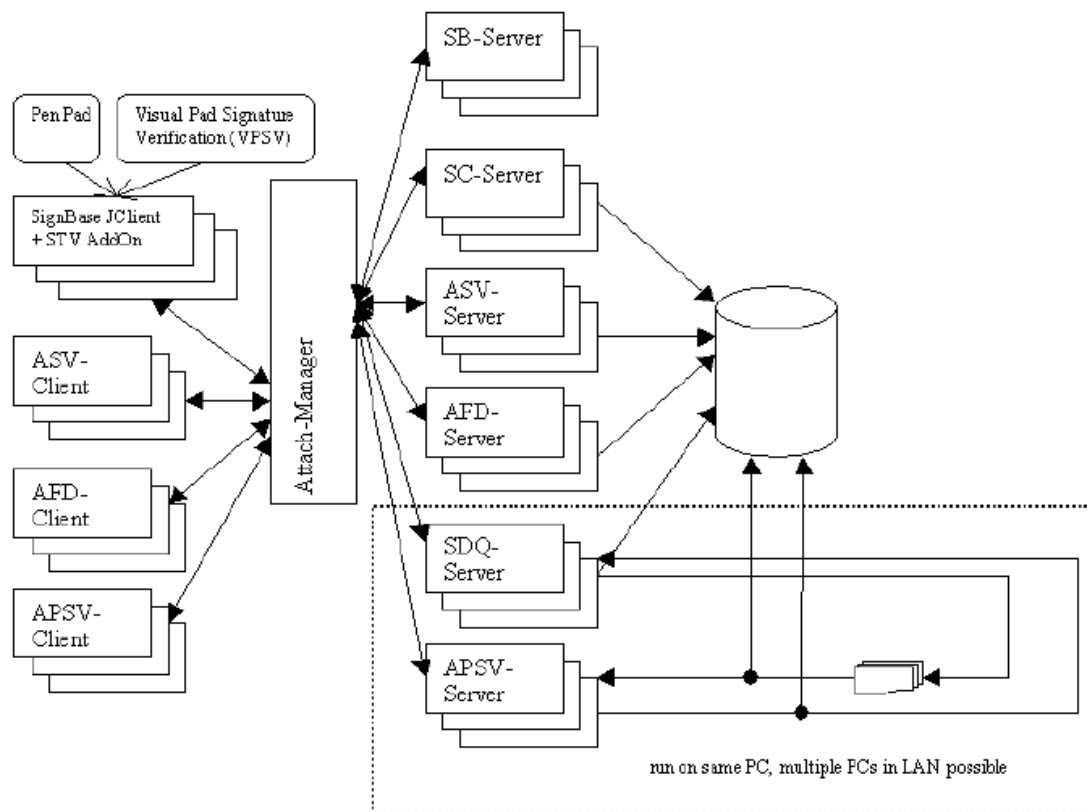 SB-Server
Pen Pad
Visual Pad Signature
Verification (VPSV)
SC-Server
SignBase JClient
+ STV AddOn
ASV-
Server
ASV-
Client
Attach-Manager
AFD-
Server
AFD-
Client
SDQ-
Server
APSV-
Client
APSV-
Server
run on same PC, multiple PCs in LAN possible